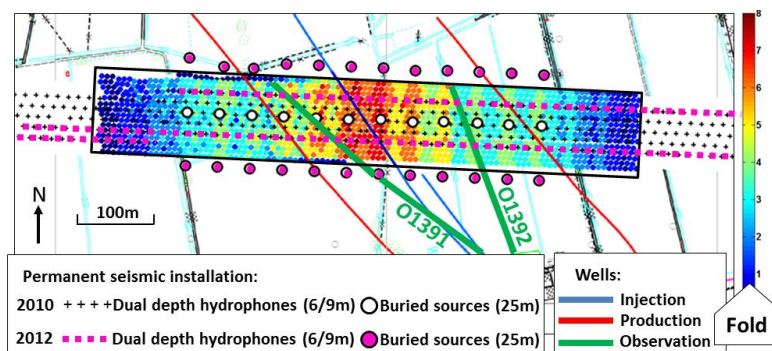 8
7
6
5
4
3
2
1
Fold
N
100m
O1391
O1392
Permanent seismic installation:
2010 ++++Dual depth hydrophones (6/9m) Buried sources (25m)
2012 Dual depth hydrophones (6/9m) Buried sources (25m)
Wells:
Injection
Production
Observation